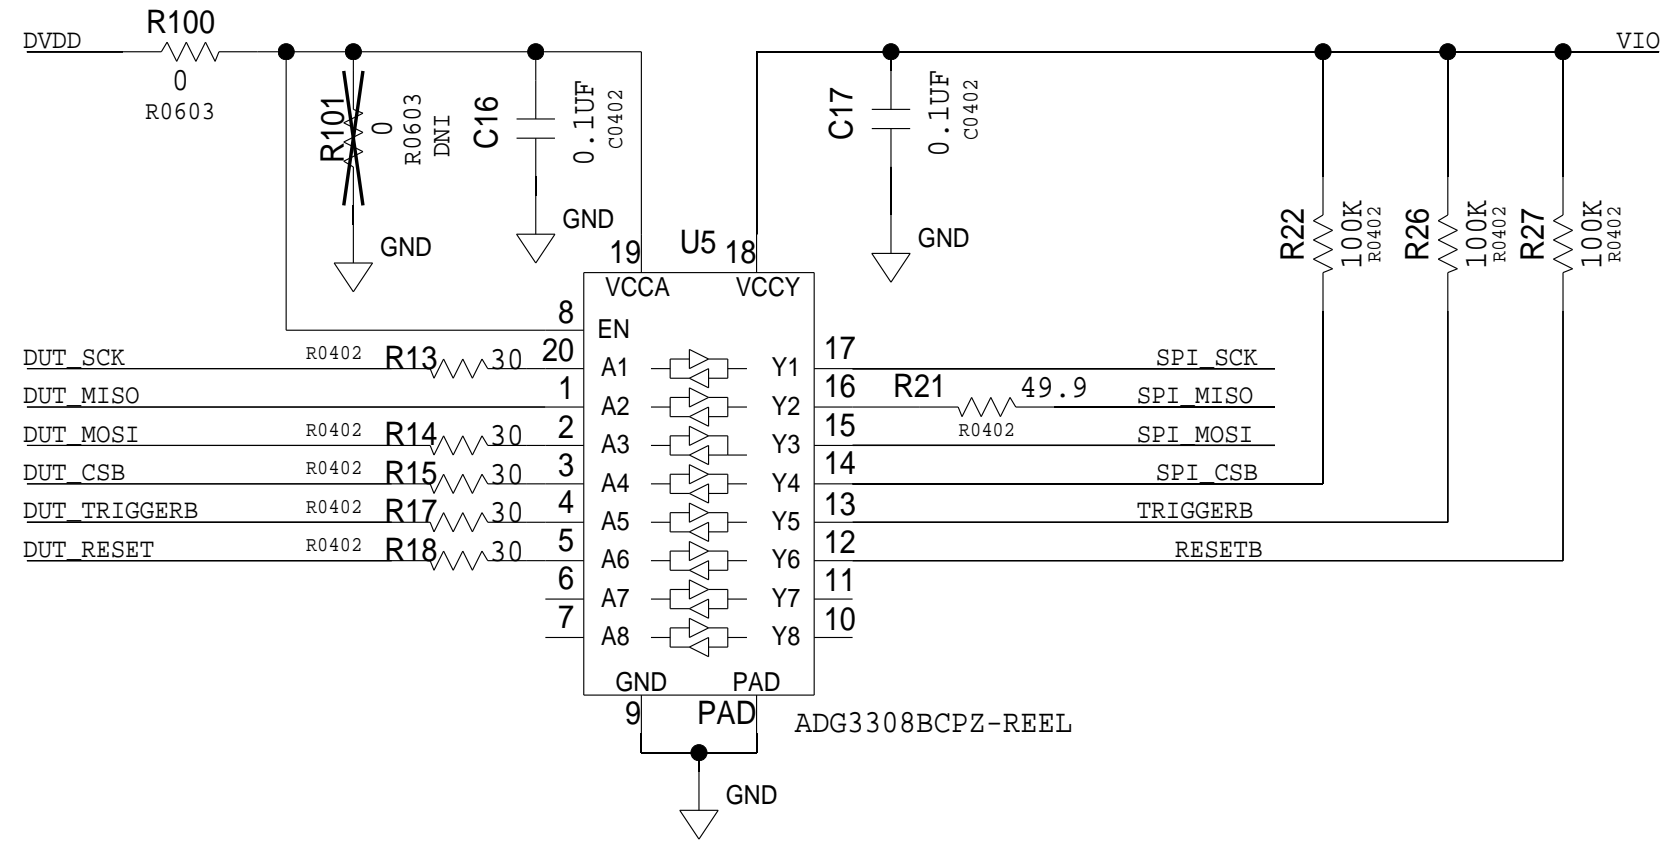 R100
DVDD
VIO
0
R0603
R101
0
R0603
DNI
C16
0.1UF
C0402
C17
0.1UF
C0402
R22
100K
R0402
R26
100K
R0402
R27
100K
R0402
GND
GND
GND
19
U5
18
VCCA
VCCY
8
EN
DUT_SCK
R0402
R13
30
20
A1
Y1
17
SPI_SCK
DUT_MISO
1
A2
Y2
16
R21
49.9
R0402
SPI_MISO
DUT_MOSI
R0402
R14
30
2
A3
Y3
15
SPI_MOSI
DUT_CSB
R0402
R15
30
3
A4
Y4
14
SPI_CSB
DUT_TRIGGERB
R0402
R17
30
4
A5
Y5
13
TRIGGERB
DUT_RESET
R0402
R18
30
5
A6
Y6
12
RESETB
6
A7
Y7
11
7
A8
Y8
10
GND
PAD
9
PAD
ADG3308BCPZ-REEL
GND